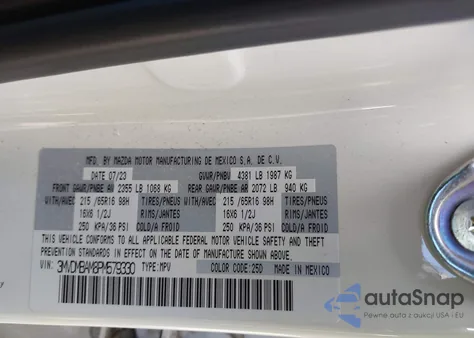 MFD. BY MAZDA MOTOR MANUFACTURING DE MEXICO S.A. DE C.V.
DATE 07/23 GVWR/PNBV 4381 LB 1987 KG
FRONT GAWR/PNBE AV 2355 LB 1068 KG REAR GAWR/PNBE AR 2072 LB 940 KG
WITH/AVEC 215 /65R16 98H TIRES/PNEUS WITH/AVEC 215 /65R16 98H TIRES/PNEUS
16X6 1/2J RIMS/JANTES 16X6 1/2J RIMS/JANTES
250 KPA/36 PSI COLD/A FROID 250 KPA/36 PSI COLD/A FROID
THIS VEHICLE CONFORMS TO ALL APPLICABLE FEDERAL MOTOR VEHICLE SAFETY, BUMPER, AND THEFT
PREVENTION STANDARDS IN EFFECT ON THE DATE OF MANUFACTURE SHOWN ABOVE.
VIN: 3MVDMBAM8PM579330 TYPE: MPV COLOR CODE: 25D MADE IN MEXICO
autoSnap
Pewne auto z aukcji USA i EU